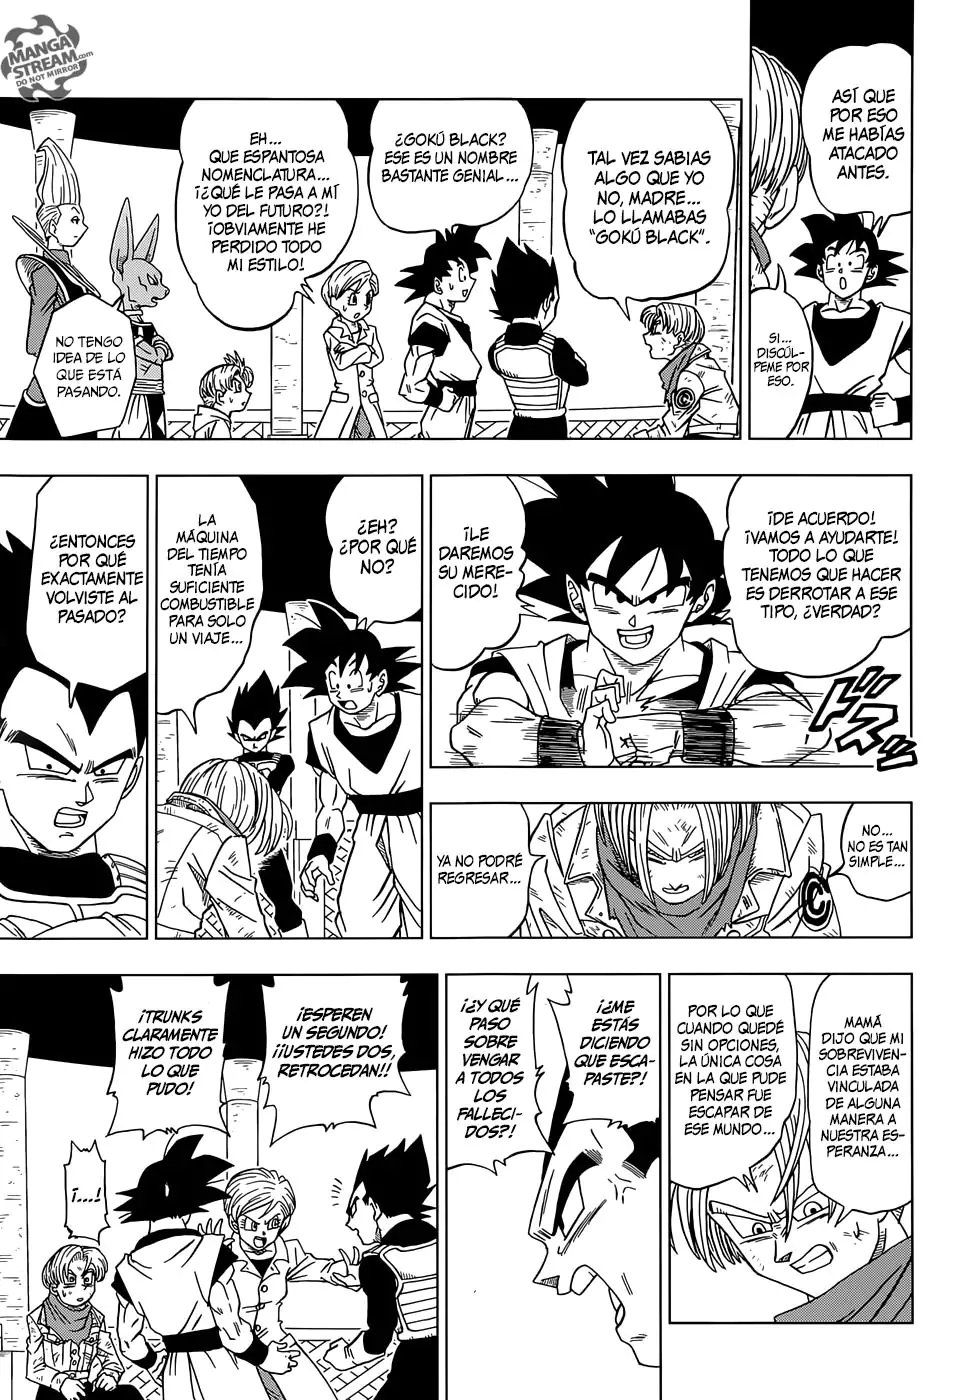 MANGA
STREAM.com
DO NOT MIRROR
ASÍ QUE
POR ESO
ME HABÍAS
ATACADO
ANTES.
SI...
DISCÚL-
PEME POR
ESO.
TAL VEZ SABIAS
ALGO QUE YO
NO, MADRE...
LO LLAMABAS
"GOKÚ BLACK".
¿GOKÚ BLACK?
ESE ES UN NOMBRE
BASTANTE GENIAL...
EH...
QUE ESPANTOSA
NOMENCLATURA...
¡¿QUÉ LE PASA A MÍ
YO DEL FUTURO?!
¡OBVIAMENTE HE
PERDIDO TODO
MI ESTILO!
NO TENGO
IDEA DE LO
QUE ESTÁ
PASANDO.
¡DE ACUERDO!
¡VAMOS A AYUDARTE!
TODO LO QUE
TENEMOS QUE HACER
ES DERROTAR A ESE
TIPO, ¿VERDAD?
¡LE
DAREMOS
SU MERE-
CIDO!
ドスッ
NO...
NO ES TAN
SIMPLE...
YA NO PODRÉ
REGRESAR...
¿EH?
¿POR QUÉ
NO?
LA
MÁQUINA
DEL TIEMPO
TENÍA
SUFICIENTE
COMBUSTIBLE
PARA SOLO
UN VIAJE...
¿ENTONCES
POR QUÉ
EXACTAMENTE
VOLVISTE AL
PASADO?
MAMÁ
DIJO QUE MI
SOBREVIVEN-
CIA ESTABA
VINCULADA
DE ALGUNA
MANERA A
NUESTRA ES-
PERANZA...
POR LO QUE
CUANDO QUEDÉ
SIN OPCIONES,
LA ÚNICA COSA
EN LA QUE PUDE
PENSAR FUE
ESCAPAR DE
ESE MUNDO...
¡¿ME
ESTÁS
DICIENDO
QUE ESCA-
PASTE?!
¡¿Y QUÉ
PASO
SOBRE
VENGAR
A TODOS
LOS
FALLECI-
DOS?!
¡ESPEREN
UN SEGUNDO!
¡¡USTEDES DOS,
RETROCEDAN!!
¡TRUNKS
CLARAMENTE
HIZO TODO
LO QUE
PUDO!
¡...!